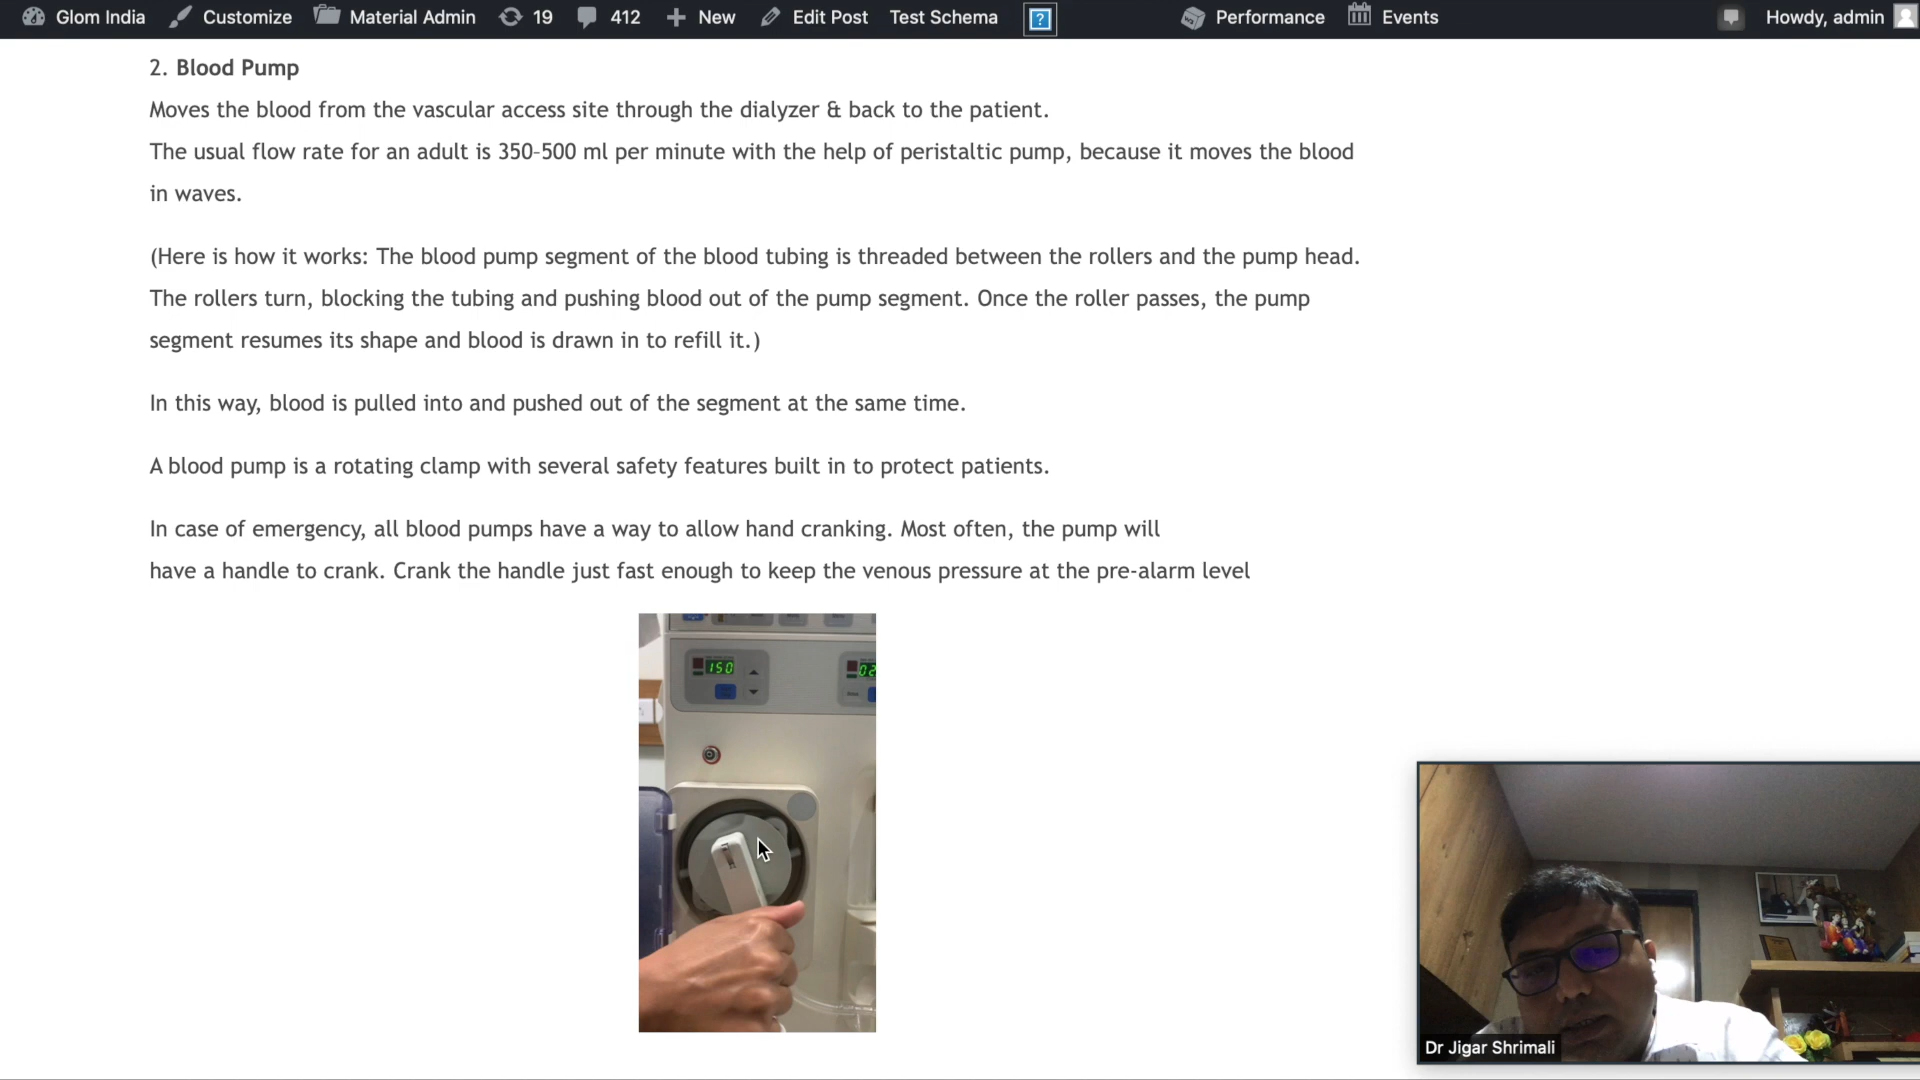 Glom India Customize Material Admin 19 412 New Edit Post Test Schema ? Performance Events Howdy, admin
2. Blood Pump
Moves the blood from the vascular access site through the dialyzer & back to the patient.
The usual flow rate for an adult is 350-500 ml per minute with the help of peristaltic pump, because it moves the blood
in waves.
(Here is how it works: The blood pump segment of the blood tubing is threaded between the rollers and the pump head.
The rollers turn, blocking the tubing and pushing blood out of the pump segment. Once the roller passes, the pump
segment resumes its shape and blood is drawn in to refill it.)
In this way, blood is pulled into and pushed out of the segment at the same time.
A blood pump is a rotating clamp with several safety features built in to protect patients.
In case of emergency, all blood pumps have a way to allow hand cranking. Most often, the pump will
have a handle to crank. Crank the handle just fast enough to keep the venous pressure at the pre-alarm level
150
Dr Jigar Shrimali